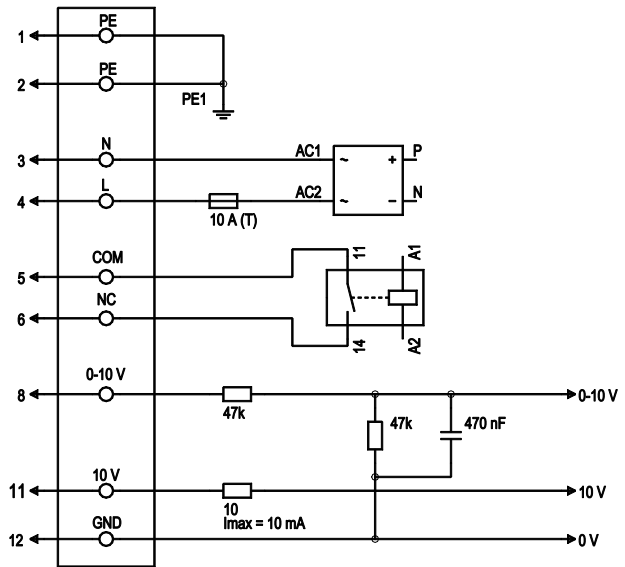 PE
1
PE
2
PE1
N
AC1
~
+
P
3
L
AC2
~
–
N
4
10 A (T)
COM
11
A1
5
NC
6
14
A2
0-10 V
8
0-10 V
47k
47k
470 nF
10 V
11
10 V
10
Imax = 10 mA
GND
12
0 V